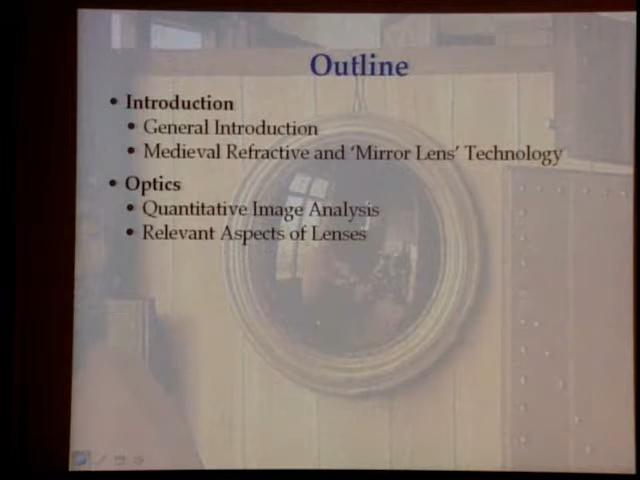 Outline
• Introduction
• General Introduction
• Medieval Refractive and ‘Mirror Lens’ Technology
• Optics
• Quantitative Image Analysis
• Relevant Aspects of Lenses